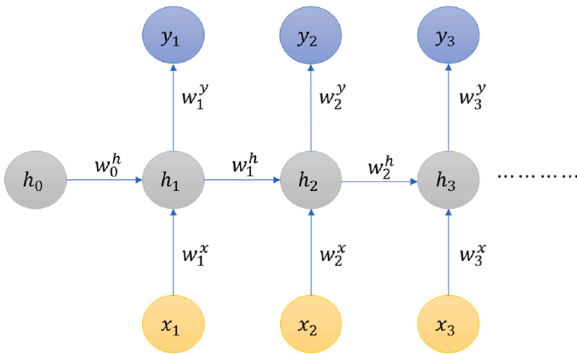 y₁ y₂ y₃
w₁ʸ w₂ʸ w₃ʸ
h₀ w₀ʰ h₁ w₁ʰ h₂ w₂ʰ h₃ …………
w₁ˣ w₂ˣ w₃ˣ
x₁ x₂ x₃